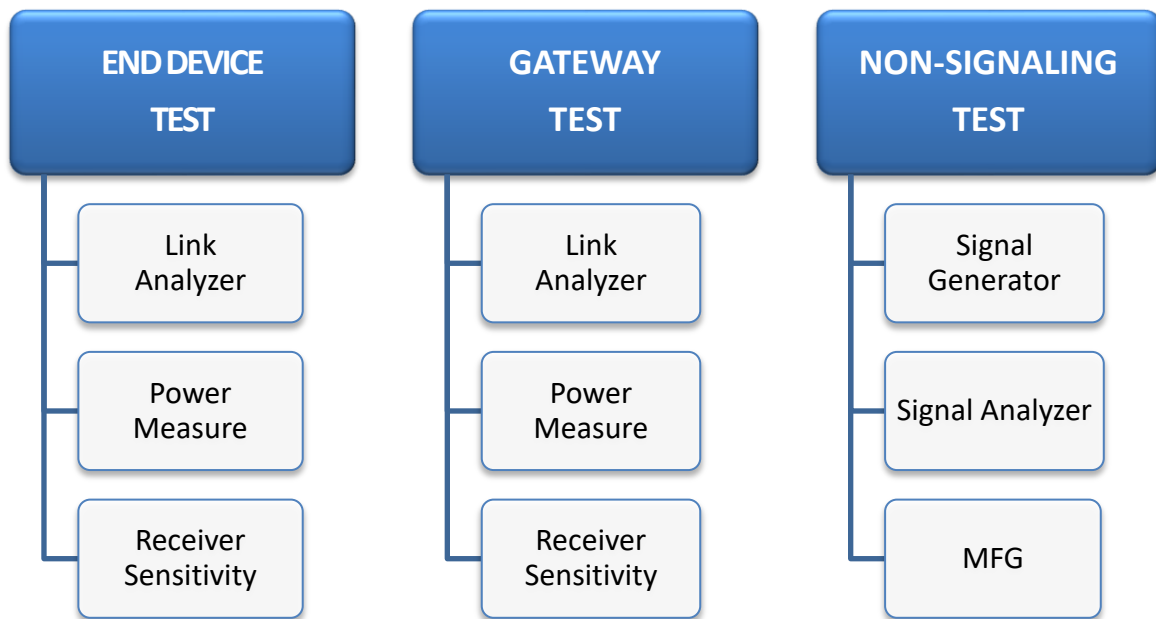 END DEVICE
TEST
Link
Analyzer
Power
Measure
Receiver
Sensitivity
GATEWAY
TEST
Link
Analyzer
Power
Measure
Receiver
Sensitivity
NON-SIGNALING
TEST
Signal
Generator
Signal Analyzer
MFG